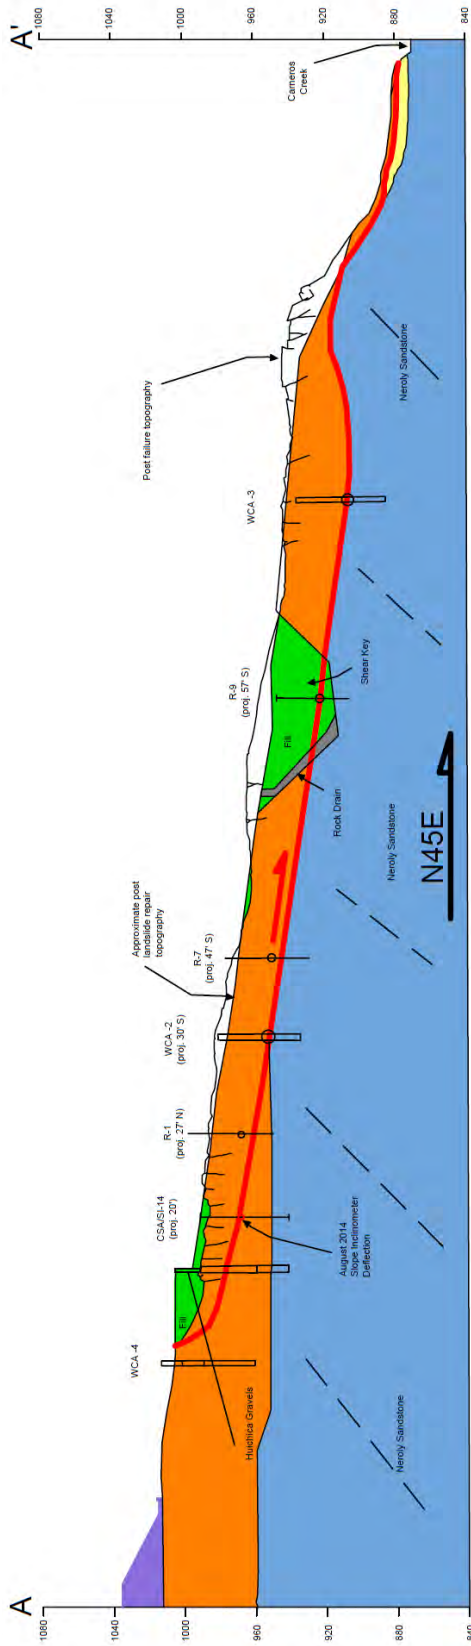 A
A'
1080
1040
1000
960
920
880
840
1080
1040
1000
960
920
880
840
WCA -4
Fill
Huichica Gravels
CSA/SI-14
(proj. 20')
R-1
(proj. 27' N)
WCA -2
(proj. 30' S)
R-7
(proj. 47' S)
Approximate post
landslide repair
topography
August 2014
Slope Inclinometer
Deflection
R-9
(proj. 57' S)
Fill
Rock Drain
Shear Key
WCA -3
Post failure topography
Carneros
Creek
Neroly Sandstone
Neroly Sandstone
Neroly Sandstone
N45E